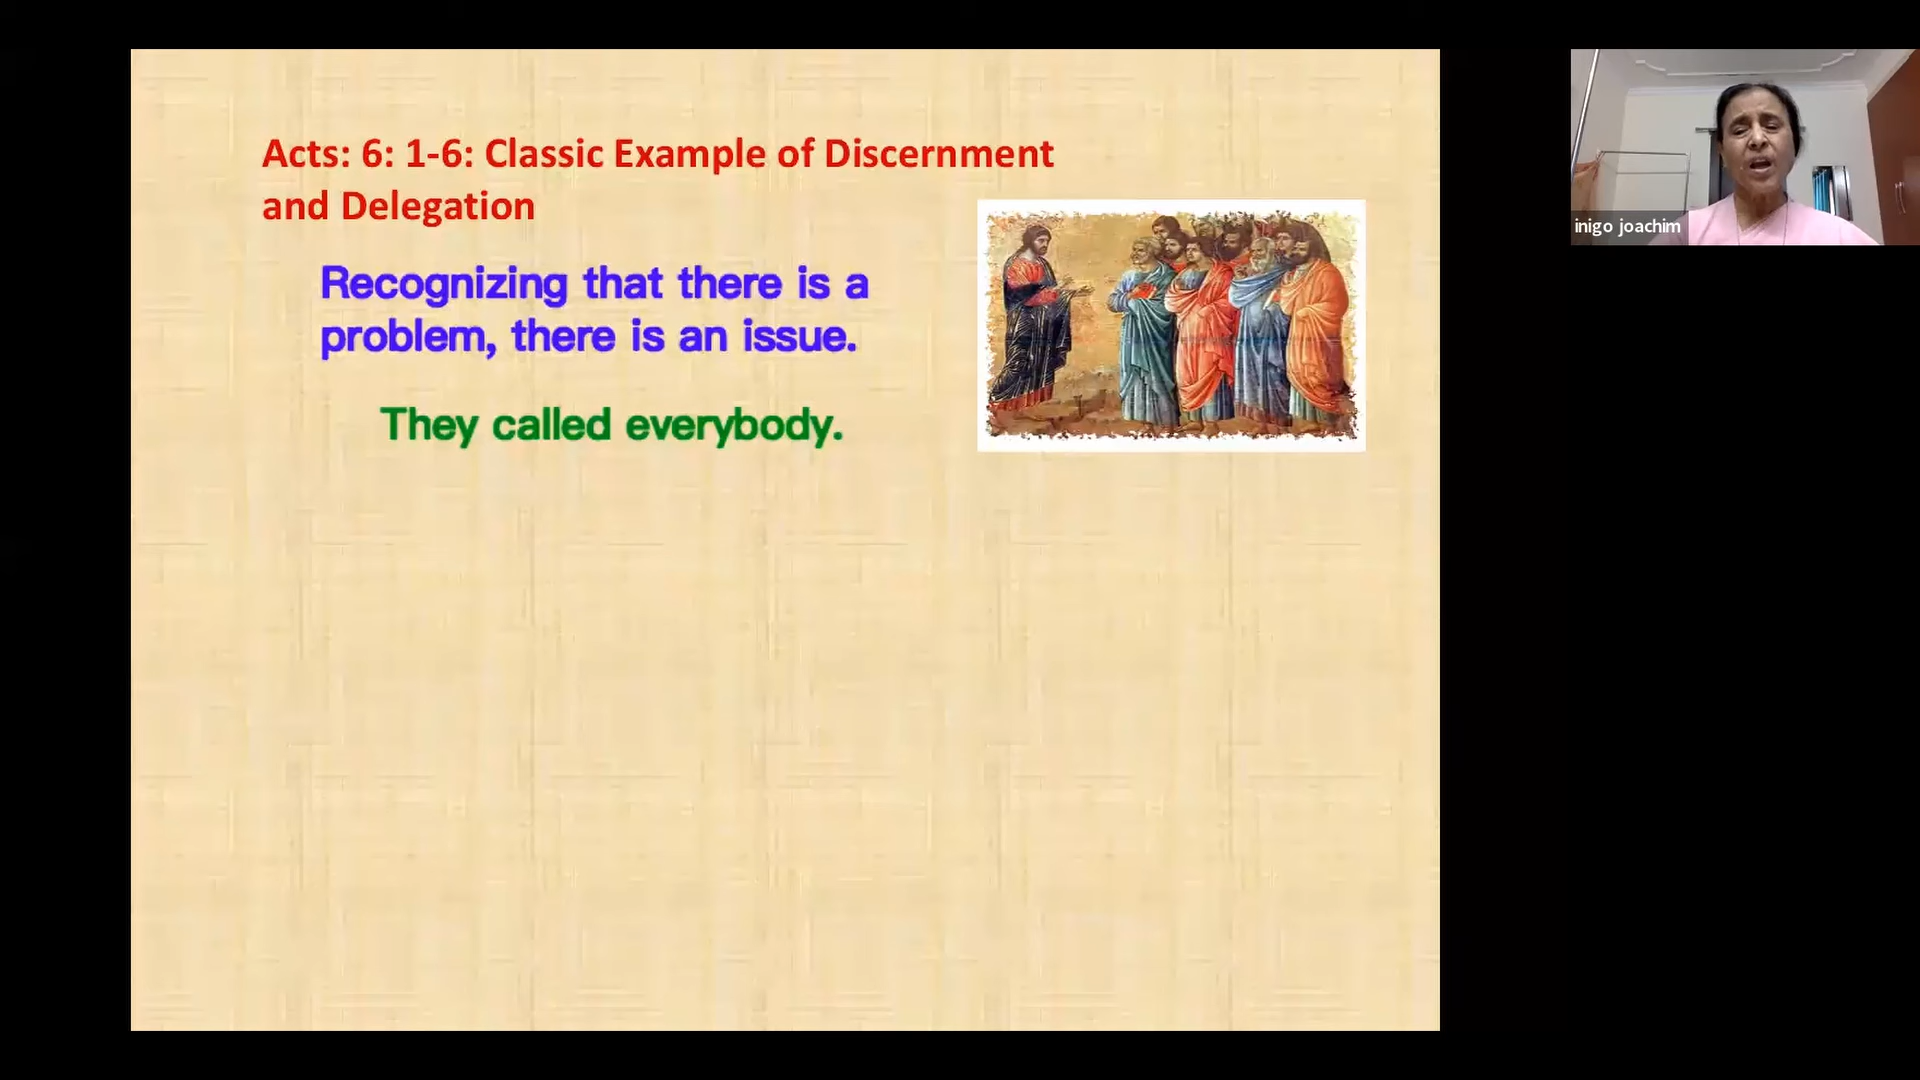 Acts: 6: 1-6: Classic Example of Discernment
and Delegation
Recognizing that there is a
problem, there is an issue.
They called everybody.
inigo joachim